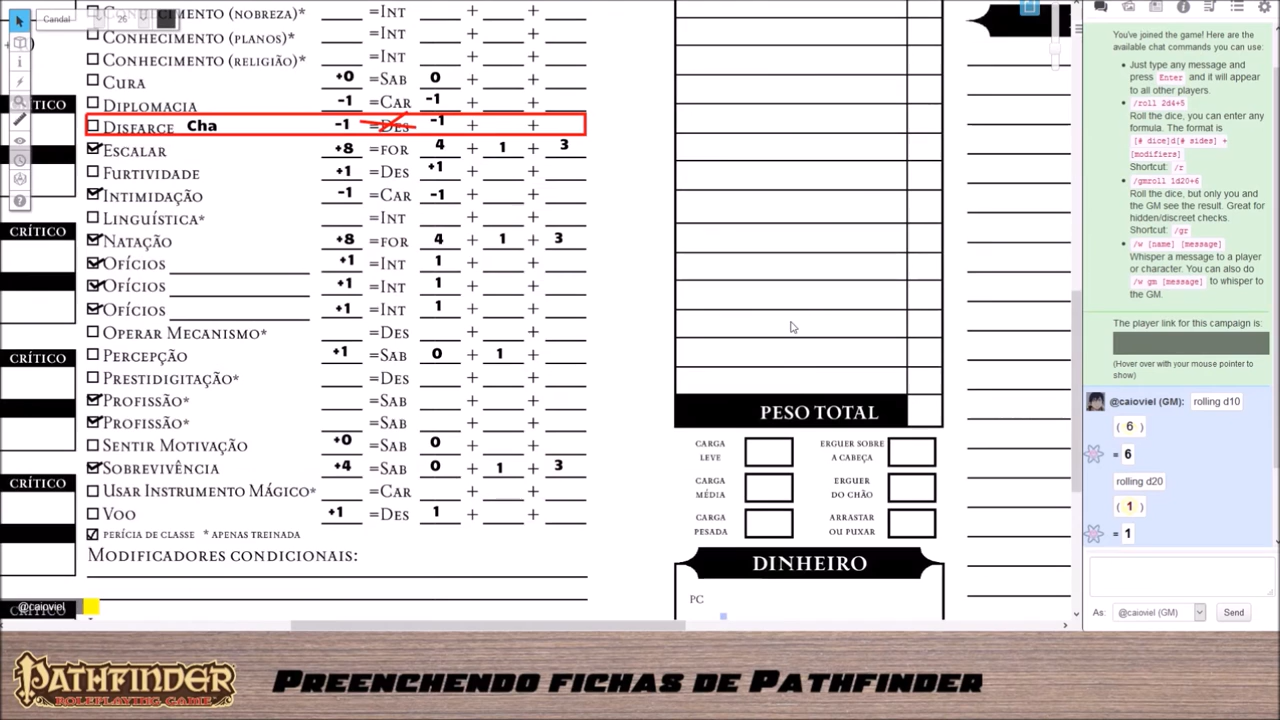 Candal 26
CONHECIMENTO (NOBREZA)* =INT
CONHECIMENTO (PLANOS)* =INT
CONHECIMENTO (RELIGIÃO)* =INT
CURA +0 =SAB 0
DIPLOMACIA -1 =CAR -1
DISFARCE Cha -1 =DES -1 + +
ESCALAR +8 =FOR 4 + 1 + 3
FURTIVIDADE +1 =DES +1 + +
INTIMIDAÇÃO -1 =CAR -1 + +
LINGUÍSTICA* =INT + +
NATAÇÃO +8 =FOR 4 + 1 + 3
OFÍCIOS +1 =INT 1 + +
OFÍCIOS +1 =INT 1 + +
OFÍCIOS +1 =INT 1 + +
OPERAR MECANISMO* =DES + +
PERCEPÇÃO +1 =SAB 0 + 1 +
PRESTIDIGITAÇÃO* =DES + +
PROFISSÃO* =SAB + +
PROFISSÃO* =SAB + +
SENTIR MOTIVAÇÃO +0 =SAB 0 + +
SOBREVIVÊNCIA +4 =SAB 0 + 1 + 3
USAR INSTRUMENTO MÁGICO* =CAR + +
VOO +1 =DES 1 + +
PERÍCIA DE CLASSE * APENAS TREINADA
MODIFICADORES CONDICIONAIS:
CRÍTICO
CRÍTICO
CRÍTICO
@caioviel
PESO TOTAL
CARGA LEVE
ERGUER SOBRE A CABEÇA
CARGA MÉDIA
ERGUER DO CHÃO
CARGA PESADA
ARRASTAR OU PUXAR
DINHEIRO
PC
You've joined the game! Here are the
available chat commands you can use:
• Just type any message and
press Enter and it will appear
to all other players.
• /roll 2d4+5
Roll the dice, you can enter any
formula. The format is
[# dice]d[# sides] +
[modifiers]
Shortcut: /r
• /gmroll 1d20+6
Roll the dice, but only you and
the GM see the result. Great for
hidden/discreet checks.
Shortcut: /gr
• /w [name] [message]
Whisper a message to a player
or character. You can also do
/w gm [message] to whisper to
the GM.
The player link for this campaign is:
(Hover over with your mouse pointer to
show)
@caioviel (GM): rolling d10
( 6 )
= 6
rolling d20
( 1 )
= 1
As: @caioviel (GM) Send
PATHFINDER
ROLEPLAYING GAME
PREENCHENDO FICHAS DE PATHFINDER